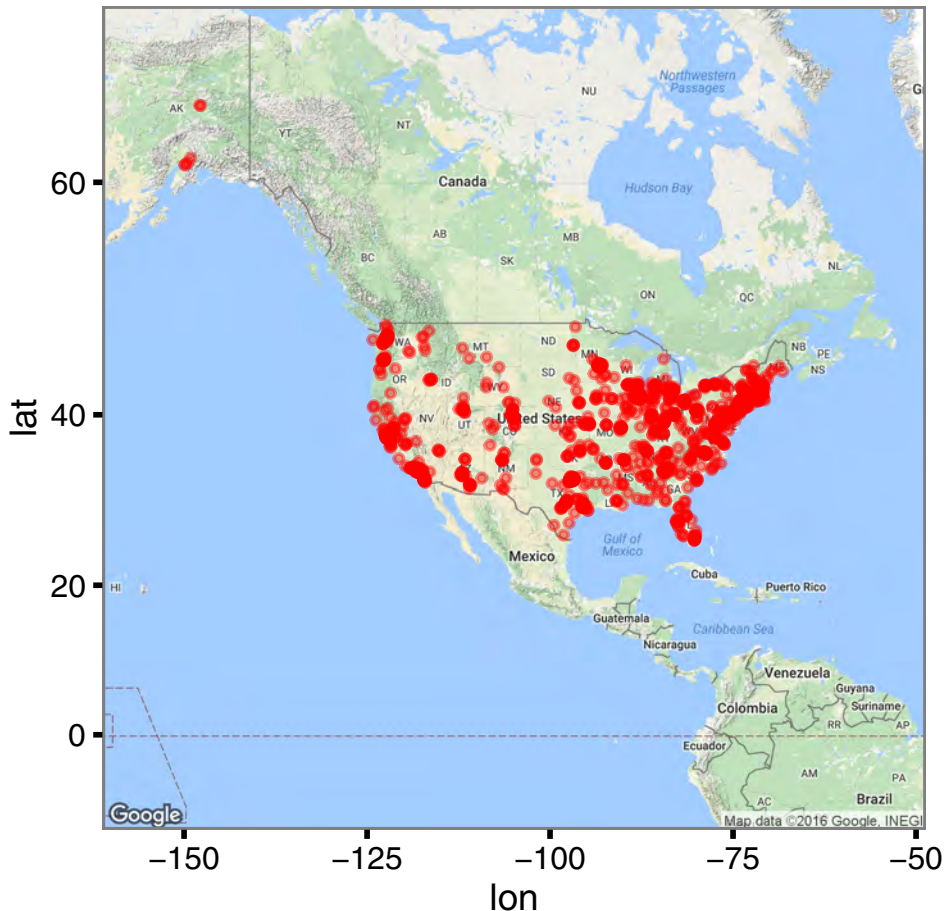 Northwestern
Passages
NU
G
AK
NT
YT
60
Canada
Hudson Bay
AB
MB
BC
SK
NL
ON
QC
NB
PE
NS
WA
MT
ND
MN
OR
ID
SD
WI
WY
40
NV
UT
NE
United States
CO
MO
NM
MS
GA
TX
Gulf of
Mexico
Mexico
20
HI
Cuba
Puerto Rico
Guatemala
Caribbean Sea
Nicaragua
Venezuela
Guyana
Colombia
Suriname
RR
AP
0
Ecuador
AM
PA
AC
Brazil
Google
Map data ©2016 Google, INEGI
−150
−125
−100
−75
−50
lat
lon